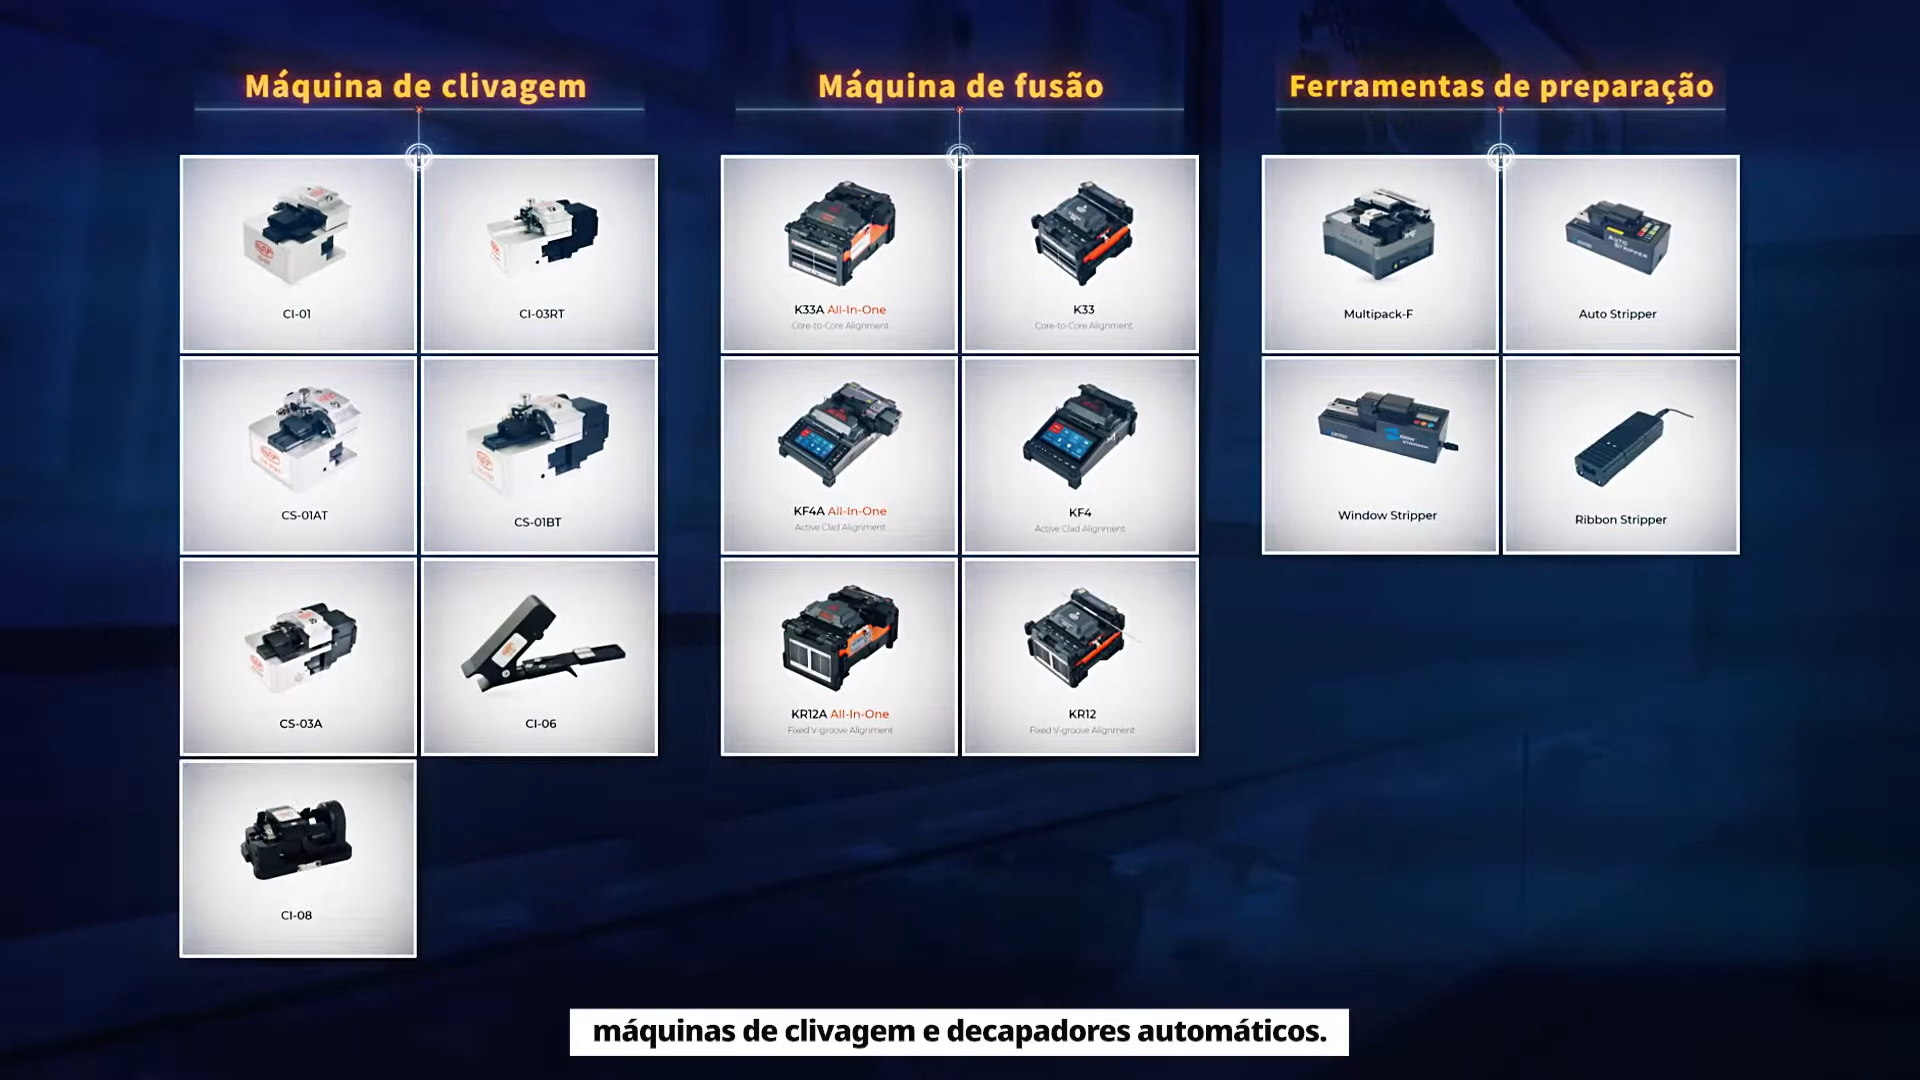 Máquina de clivagem
Máquina de fusão
Ferramentas de preparação
CI-01
CI-03RT
CS-01AT
CS-01BT
CS-03A
CI-06
CI-08
K33A All-In-One
Core-to-Core Alignment
K33
Core-to-Core Alignment
KF4A All-In-One
Active Clad Alignment
KF4
Active Clad Alignment
KR12A All-In-One
Fixed V-groove Alignment
KR12
Fixed V-groove Alignment
Multipack-F
AUTO
STRIPPER
Auto Stripper
STRIPPER
Window Stripper
Ribbon Stripper
máquinas de clivagem e decapadores automáticos.